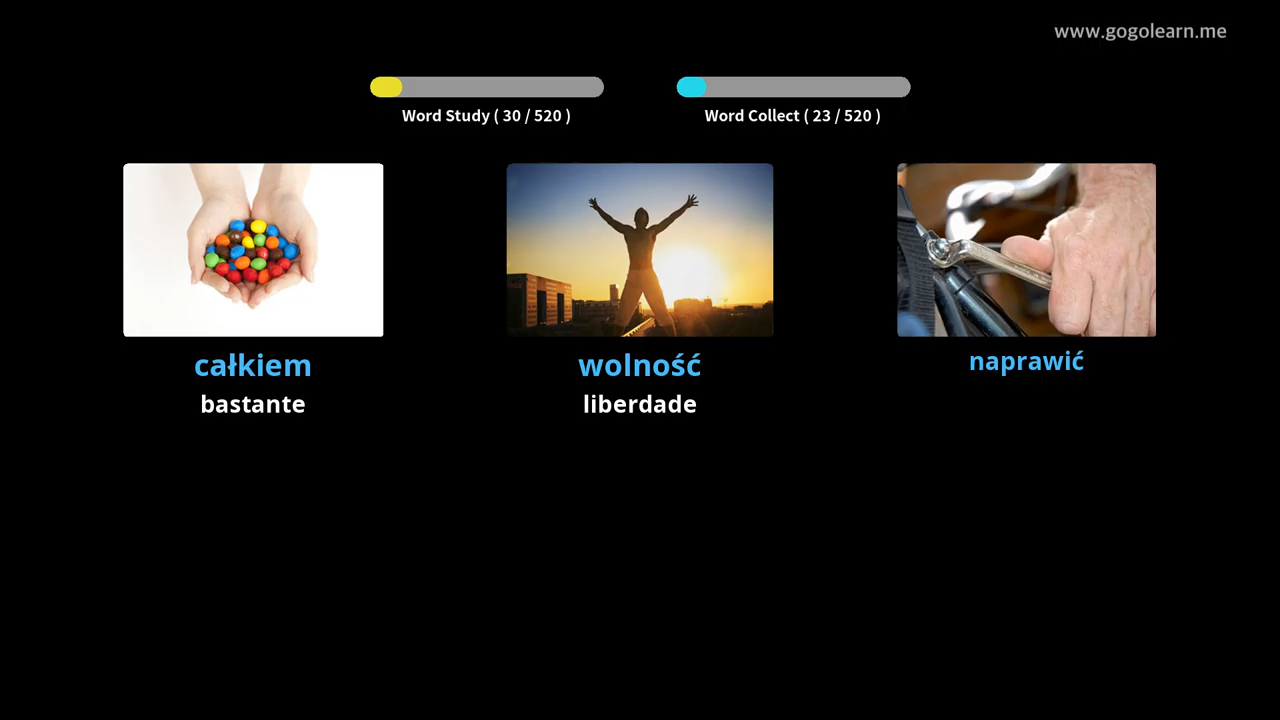 www.gogolearn.me
Word Study ( 30 / 520 )
Word Collect ( 23 / 520 )
całkiem
bastante
wolność
liberdade
naprawić